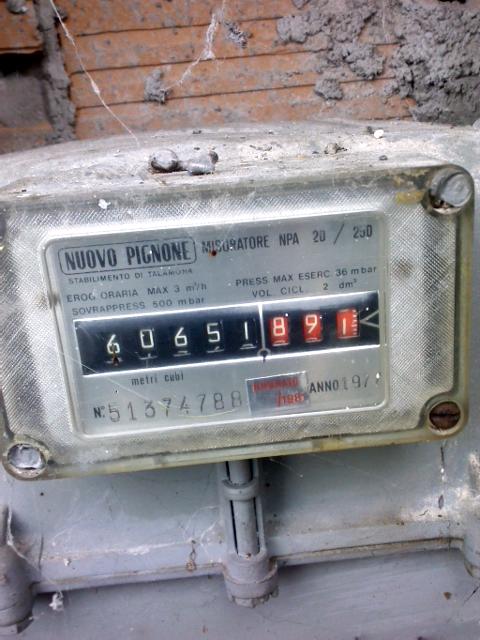 NUOVO PIGNONE MISURATORE NPA 20 / 250
STABILIMENTO DI TALAMONA
EROG. ORARIA MAX 3 m³/h PRESS MAX ESERC. 36 mbar
SOVRAPPRESS 500 mbar VOL. CICL. 2 dm³
60651891
metri cubi
N° 51374788 ANNO